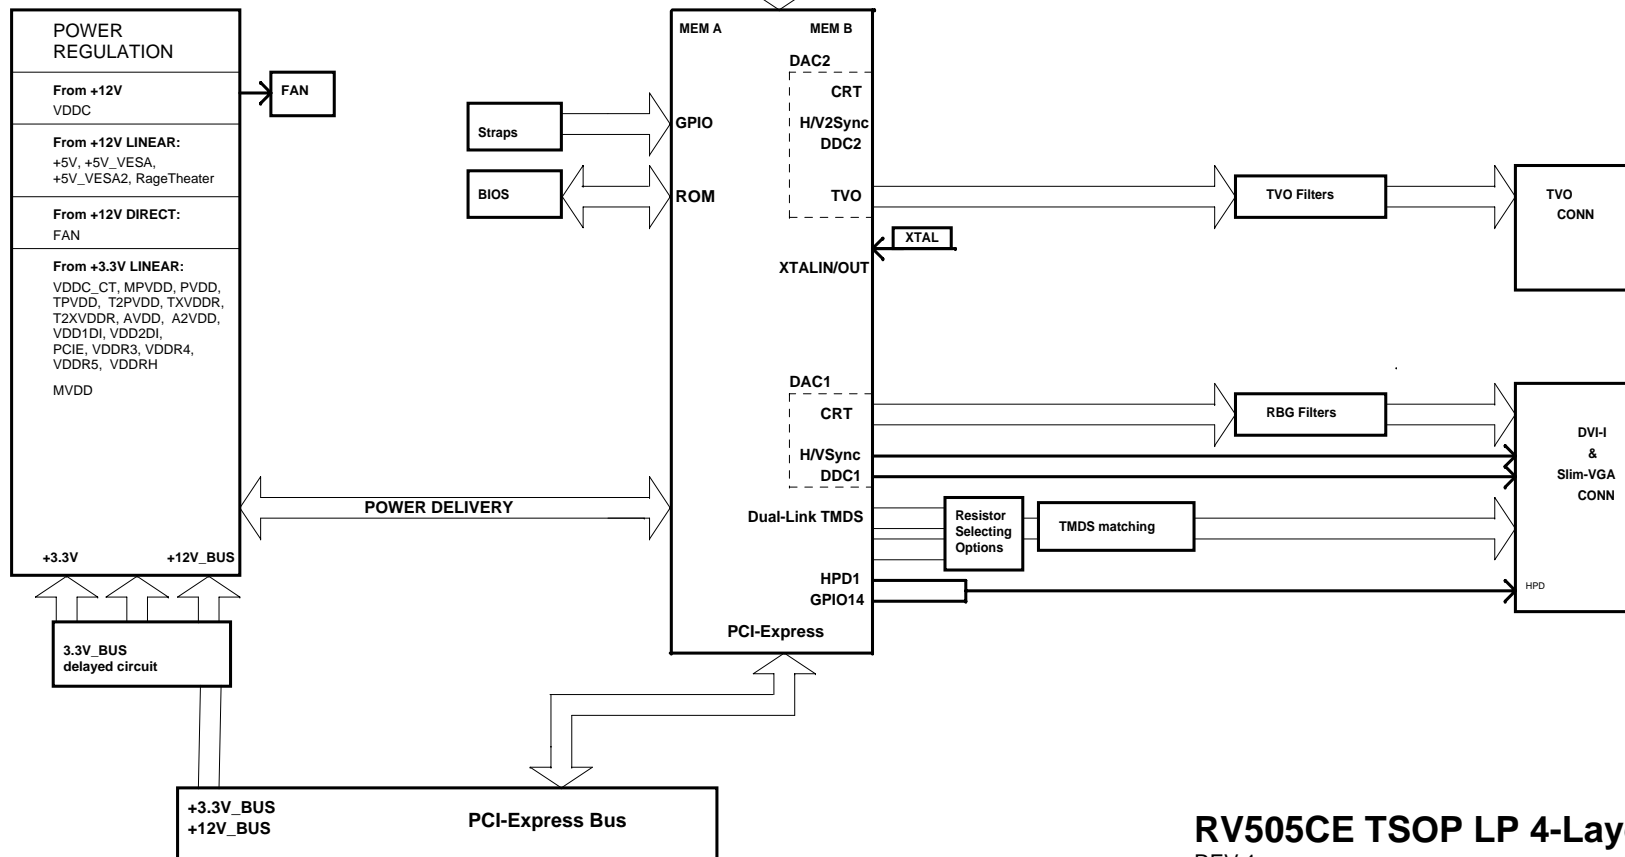 POWER
REGULATION
From +12V
VDDC
From +12V LINEAR:
+5V, +5V_VESA,
+5V_VESA2, RageTheater
From +12V DIRECT:
FAN
From +3.3V LINEAR:
VDDC_CT, MPVDD, PVDD,
TPVDD, T2PVDD, TXVDDR,
T2XVDDR, AVDD, A2VDD,
VDD1DI, VDD2DI,
PCIE, VDDR3, VDDR4,
VDDR5, VDDRH
MVDD
+3.3V
+12V_BUS
FAN
3.3V_BUS
delayed circuit
POWER DELIVERY
Straps
BIOS
MEM A
MEM B
DAC2
CRT
GPIO
H/V2Sync
DDC2
ROM
TVO
XTAL
XTALIN/OUT
DAC1
CRT
H/VSync
DDC1
Dual-Link TMDS
HPD1
GPIO14
PCI-Express
TVO Filters
TVO
CONN
RBG Filters
Resistor
Selecting
Options
TMDS matching
DVI-I
&
Slim-VGA
CONN
HPD
+3.3V_BUS
+12V_BUS
PCI-Express Bus
RV505CE TSOP LP 4-Lay